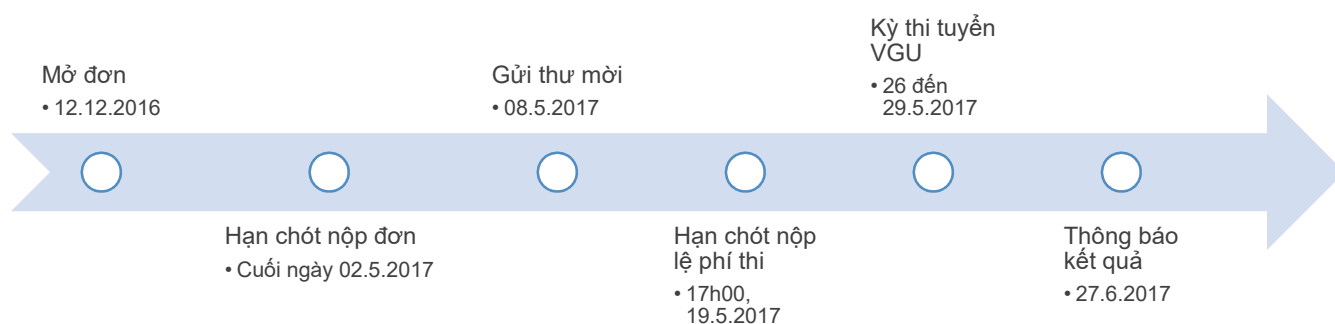 Mở đơn
• 12.12.2016
Hạn chót nộp đơn
• Cuối ngày 02.5.2017
Gửi thư mời
• 08.5.2017
Hạn chót nộp
lệ phí thi
• 17h00,
19.5.2017
Kỳ thi tuyển
VGU
• 26 đến
29.5.2017
Thông báo
kết quả
• 27.6.2017